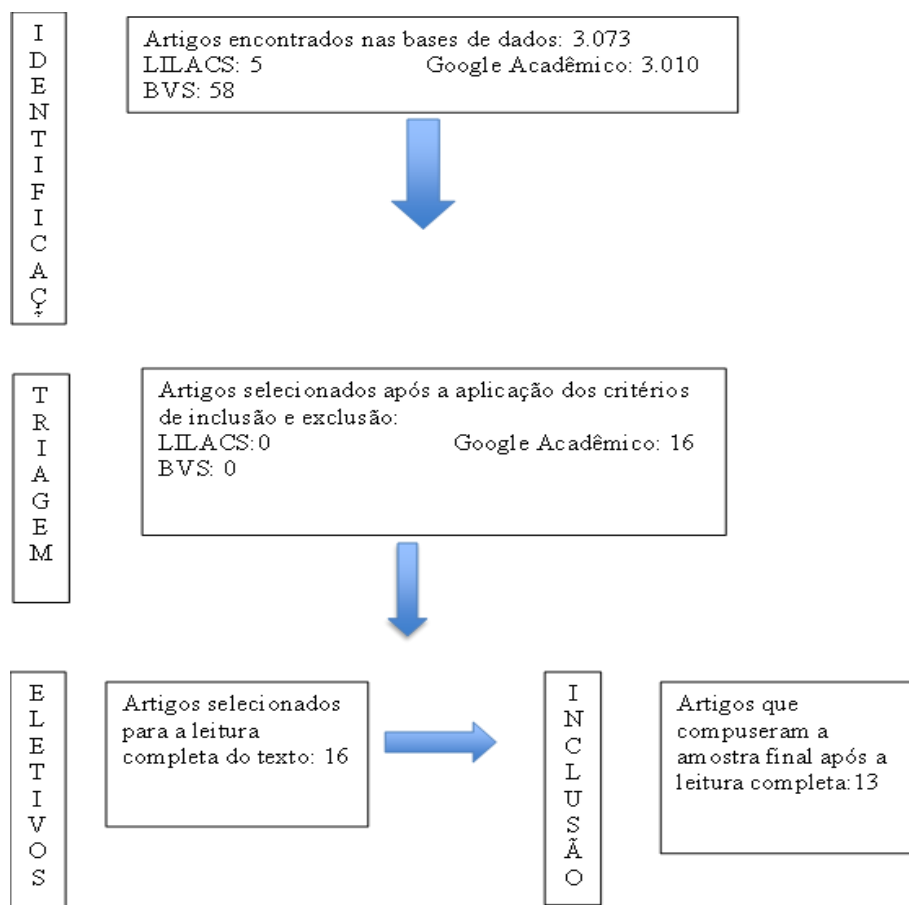 IDENTIFICAÇ
Artigos encontrados nas bases de dados: 3.073
LILACS: 5 Google Acadêmico: 3.010
BVS: 58
TRIAGEM
Artigos selecionados após a aplicação dos critérios
de inclusão e exclusão:
LILACS:0 Google Acadêmico: 16
BVS: 0
ELETIVOS
Artigos selecionados
para a leitura
completa do texto: 16
INCLUSÃO
Artigos que
compuseram a
amostra final após a
leitura completa:13